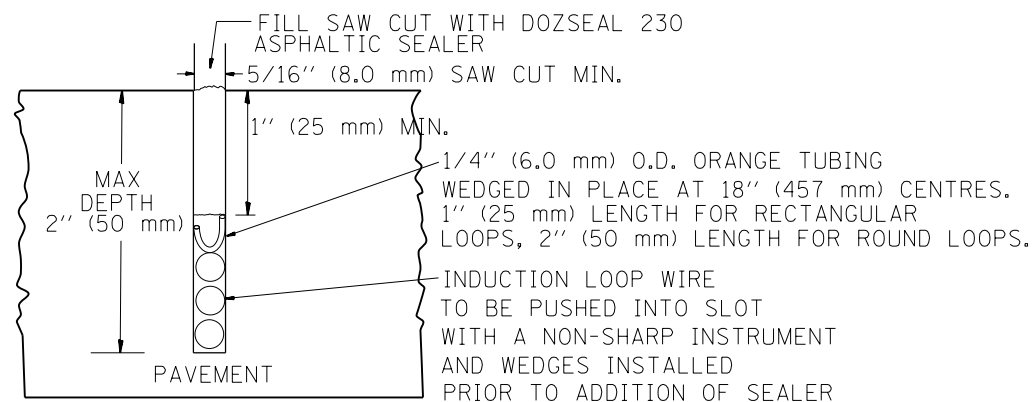 FILL SAW CUT WITH DOZSEAL 230
ASPHALTIC SEALER
5/16'' (8.0 mm) SAW CUT MIN.
1'' (25 mm) MIN.
MAX
DEPTH
2'' (50 mm)
1/4'' (6.0 mm) O.D. ORANGE TUBING
WEDGED IN PLACE AT 18'' (457 mm) CENTRES.
1'' (25 mm) LENGTH FOR RECTANGULAR
LOOPS, 2'' (50 mm) LENGTH FOR ROUND LOOPS.
INDUCTION LOOP WIRE
TO BE PUSHED INTO SLOT
WITH A NON-SHARP INSTRUMENT
AND WEDGES INSTALLED
PRIOR TO ADDITION OF SEALER
PAVEMENT